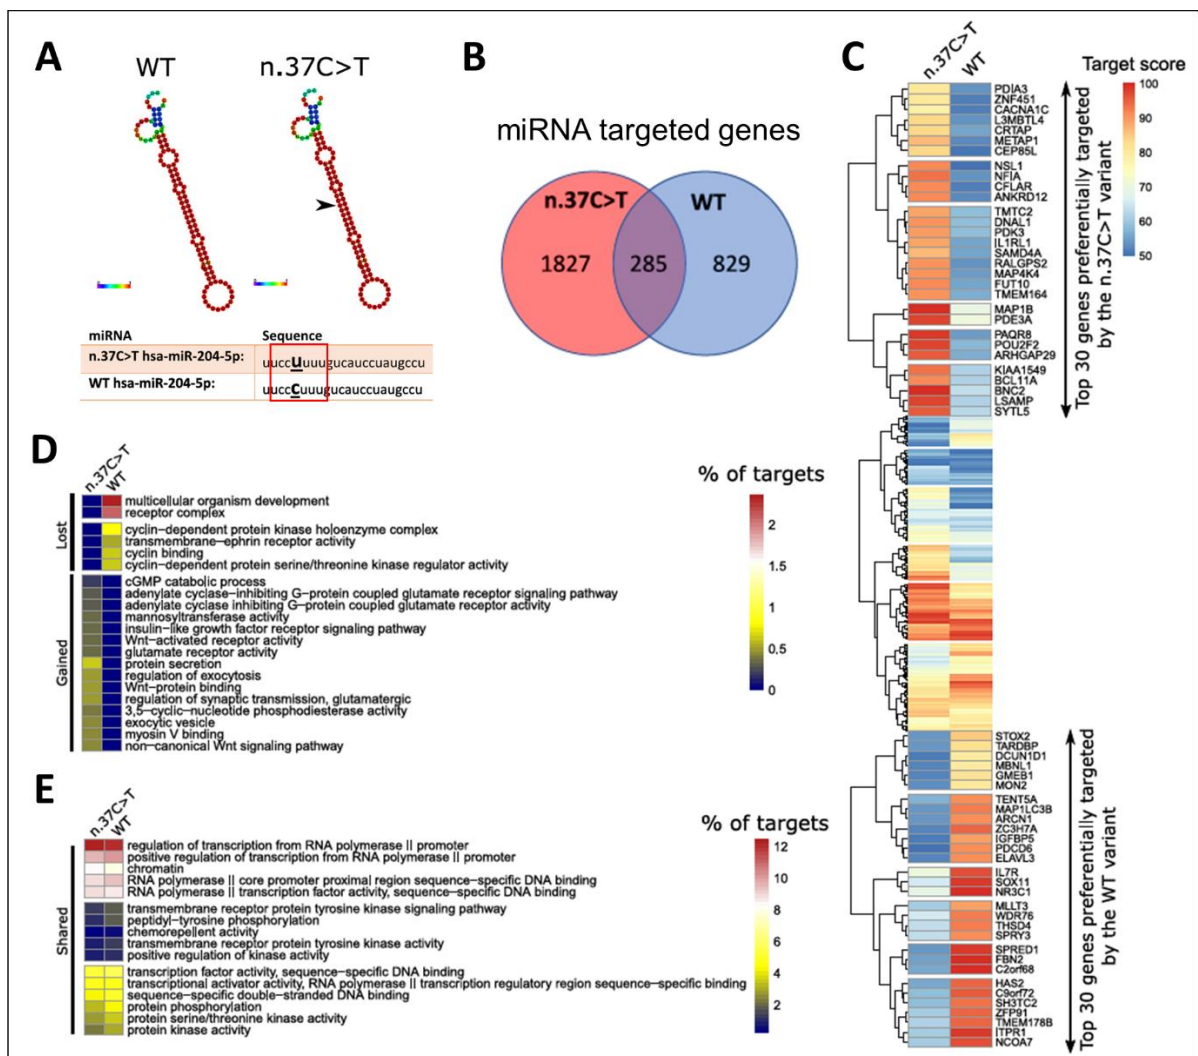 A
WT
n.37C>T
miRNA
Sequence
n.37C>T hsa-miR-204-5p:
uuccuuuugucauccuaugccu
WT hsa-miR-204-5p:
uucccuuugucauccuaugccu
B
miRNA targeted genes
n.37C>T
WT
1827
285
829
C
n.37C>T
WT
Target score
100
90
80
70
60
50
PDIA3
ZNF451
CACNA1C
L3MBTL4
CRTAP
METAP1
CEP85L
NSL1
NFIA
CFLAR
ANKRD12
TMTC2
DNAL1
PDK3
IL1RL1
SAMD4A
RALGPS2
MAP4K4
FUT10
TMEM164
MAP1B
PDE3A
PAQR8
POU2F2
ARHGAP29
KIAA1549
BCL11A
BNC2
LSAMP
SYTL5
Top 30 genes preferentially targeted
by the n.37C>T variant
STOX2
TARDBP
DCUN1D1
MBNL1
GMEB1
MON2
TENT5A
MAP1LC3B
ARCN1
ZC3H7A
IGFBP5
PDCD6
ELAVL3
IL7R
SOX11
NR3C1
MLLT3
WDR76
THSD4
SPRY3
SPRED1
FBN2
C2orf68
HAS2
C9orf72
SH3TC2
ZFP91
TMEM178B
ITPR1
NCOA7
Top 30 genes preferentially targeted
by the WT variant
D
n.37C>T
WT
Lost
multicellular organism development
receptor complex
cyclin-dependent protein kinase holoenzyme complex
transmembrane-ephrin receptor activity
cyclin binding
cyclin-dependent protein serine/threonine kinase regulator activity
Gained
cGMP catabolic process
adenylate cyclase-inhibiting G-protein coupled glutamate receptor signaling pathway
adenylate cyclase inhibiting G-protein coupled glutamate receptor activity
mannosyltransferase activity
insulin-like growth factor receptor signaling pathway
Wnt-activated receptor activity
glutamate receptor activity
protein secretion
regulation of exocytosis
Wnt-protein binding
regulation of synaptic transmission, glutamatergic
3,5-cyclic-nucleotide phosphodiesterase activity
exocytic vesicle
myosin V binding
non-canonical Wnt signaling pathway
% of targets
2
1.5
1
0,5
0
E
n.37C>T
WT
Shared
regulation of transcription from RNA polymerase II promoter
positive regulation of transcription from RNA polymerase II promoter
chromatin
RNA polymerase II core promoter proximal region sequence-specific DNA binding
RNA polymerase II transcription factor activity, sequence-specific DNA binding
transmembrane receptor protein tyrosine kinase signaling pathway
peptidyl-tyrosine phosphorylation
chemorepellent activity
transmembrane receptor protein tyrosine kinase activity
positive regulation of kinase activity
transcription factor activity, sequence-specific DNA binding
transcriptional activator activity, RNA polymerase II transcription regulatory region sequence-specific binding
sequence-specific double-stranded DNA binding
protein phosphorylation
protein serine/threonine kinase activity
protein kinase activity
% of targets
12
10
8
6
4
2